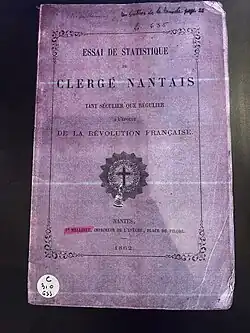 ESSAI DE STATISTIQUE
DU
CLERGÉ NANTAIS
TANT SÉCULIER QUE RÉGULIER
A L'ÉPOQUE
DE LA RÉVOLUTION FRANÇAISE.
NANTES,
MELLINET, IMPRIMEUR DE L'ÉVÊCHÉ, PLACE DU PILORI.
1862
C